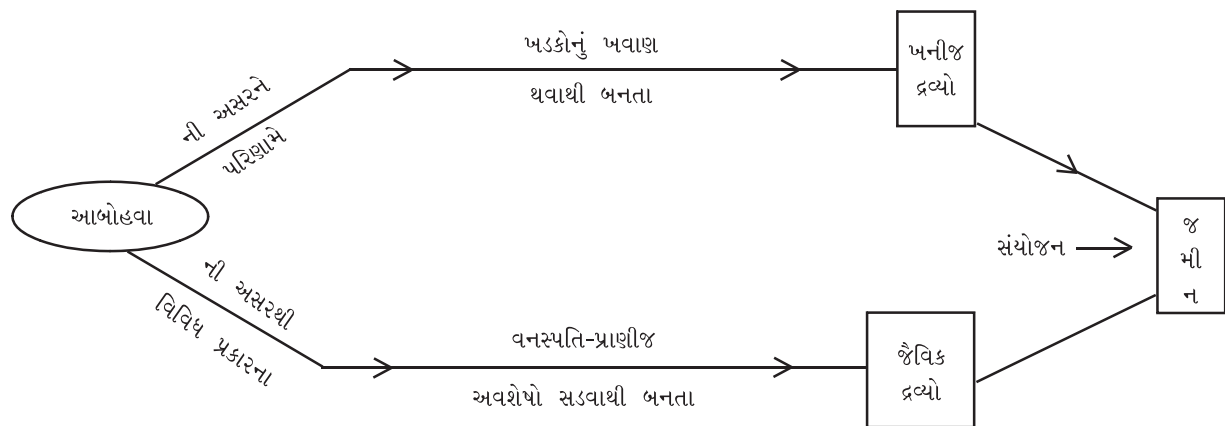 ખડકોનું ખવાણ
થવાથી બનતા
ખનીજ
દ્રવ્યો
ની અસરને
પરિણામે
આબોહવા
સંયોજન
જ
મી
ન
ની અસરથી
વિવિધ પ્રકારના
વનસ્પતિ-પ્રાણીજ
અવશેષો સડવાથી બનતા
જૈવિક
દ્રવ્યો